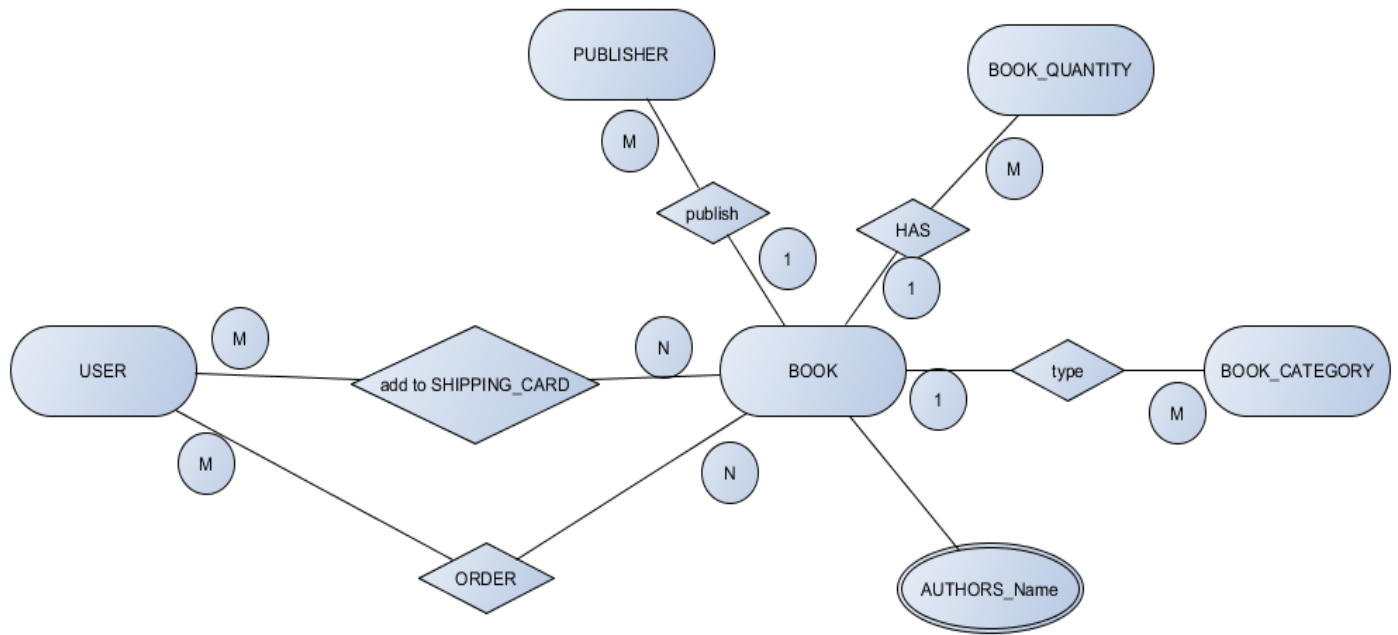 PUBLISHER
BOOK_QUANTITY
M
M
publish
HAS
1
1
M
N
USER
add to SHIPPING_CARD
BOOK
type
BOOK_CATEGORY
1
M
M
N
ORDER
AUTHORS_Name